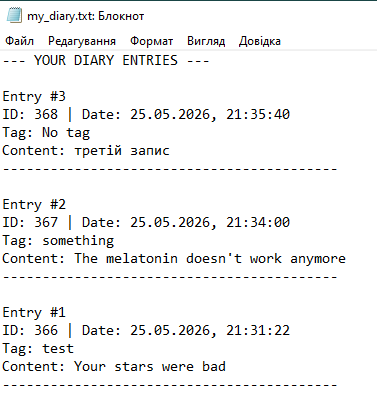 my_diary.txt: Блокнот
Файл Редагування Формат Вигляд Довідка
--- YOUR DIARY ENTRIES ---
Entry #3
ID: 368 | Date: 25.05.2026, 21:35:40
Tag: No tag
Content: третій запис
-----------------------------------------
Entry #2
ID: 367 | Date: 25.05.2026, 21:34:00
Tag: something
Content: The melatonin doesn't work anymore
-----------------------------------------
Entry #1
ID: 366 | Date: 25.05.2026, 21:31:22
Tag: test
Content: Your stars were bad
-----------------------------------------